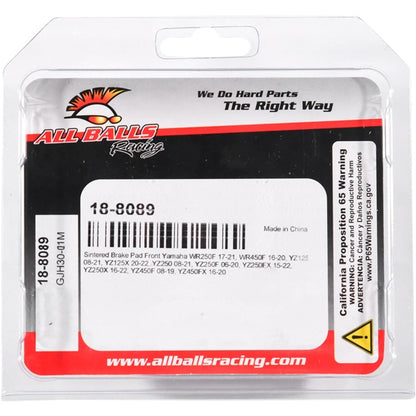 We Do Hard Parts
The Right Way
ALL BALLS
Racing
18-8089
Made in China
Sintered Brake Pad Front Yamaha WR250F 17-21, WR450F 16-20, YZ125
08-21, YZ125X 20-22, YZ250 08-21, YZ250F 06-20, YZ250FX 15-22,
YZ250X 16-22, YZ450F 08-19, YZ450FX 16-20
18-8089
GJH30-01M
California Proposition 65 Warning
WARNING: Cancer and Reproductive Harm
ADVERTENCIA: Cáncer y Daños Reproductivos
www.P65Warnings.ca.gov
www.allballsracing.com